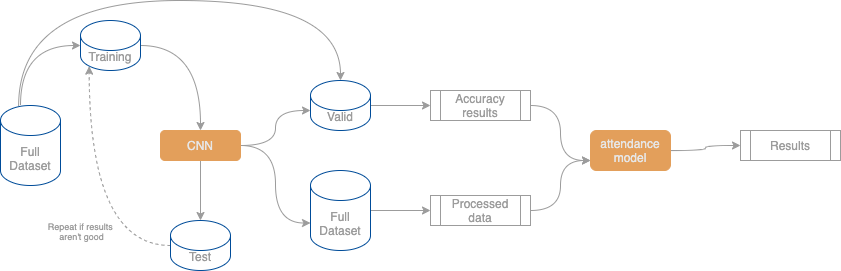 Training
Full
Dataset
CNN
Valid
Accuracy
results
attendance
model
Results
Full
Dataset
Processed
data
Repeat if results
aren't good
Test